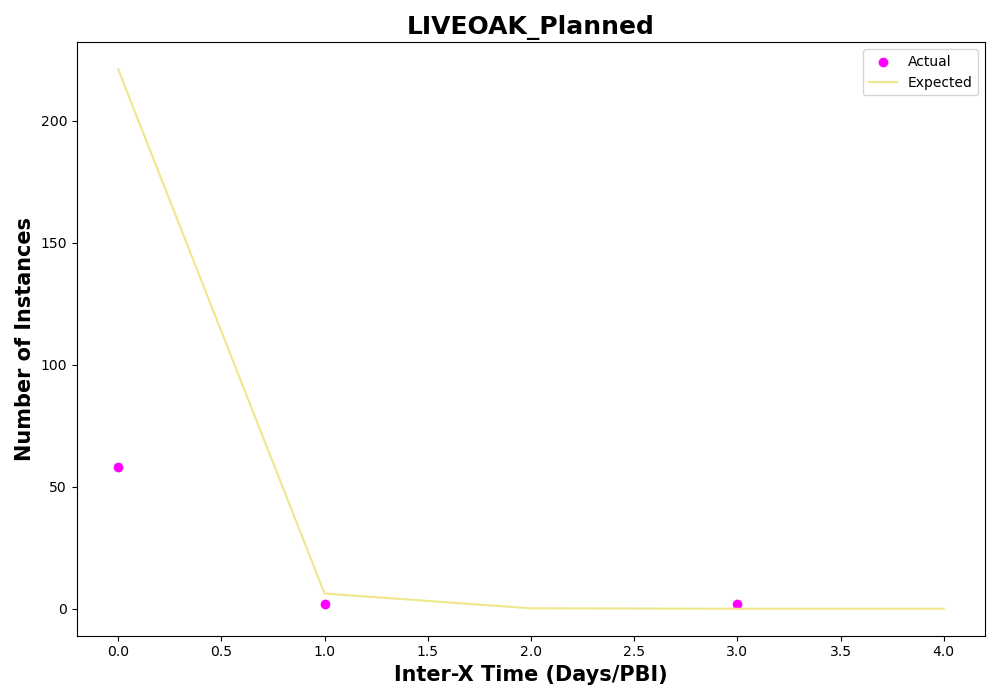 LIVEOAK_Planned
Actual
Expected
200
150
100
50
0
Number of Instances
0.0 0.5 1.0 1.5 2.0 2.5 3.0 3.5 4.0
Inter-X Time (Days/PBI)